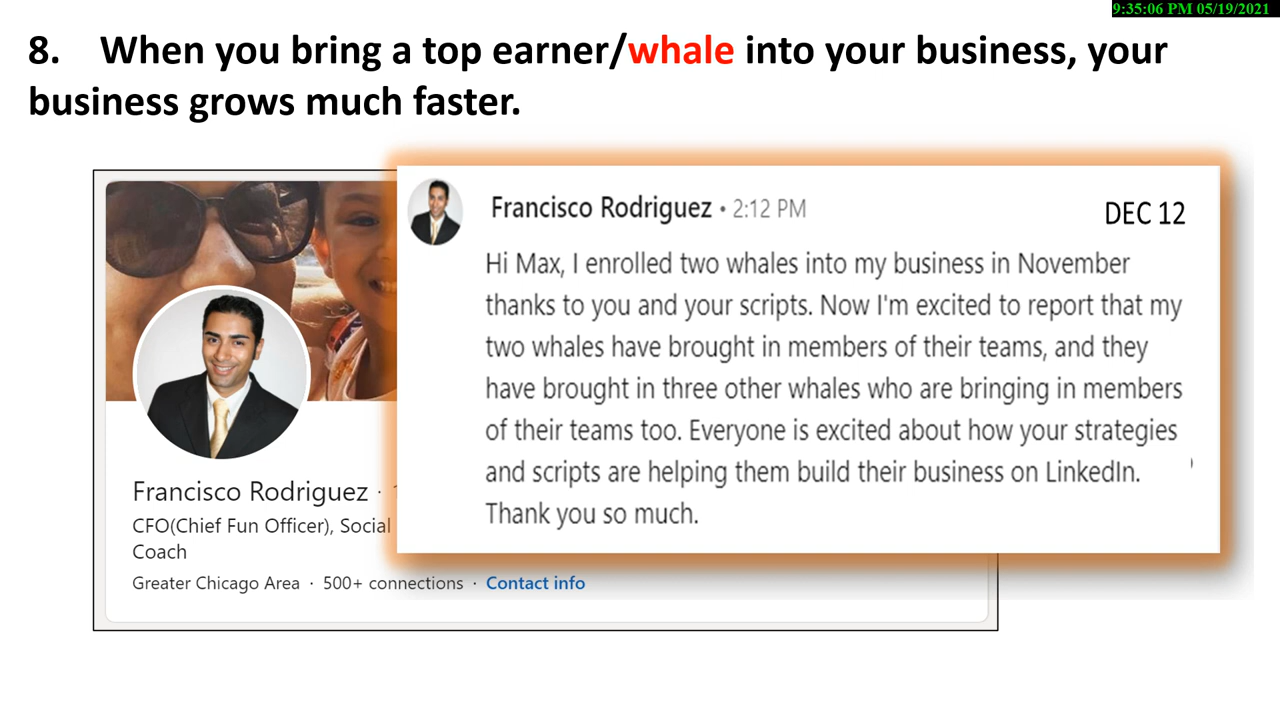 9:35:06 PM 05/19/2021
8. When you bring a top earner/whale into your business, your
business grows much faster.
Francisco Rodriguez • 2:12 PM
DEC 12
Hi Max, I enrolled two whales into my business in November
thanks to you and your scripts. Now I'm excited to report that my
two whales have brought in members of their teams, and they
have brought in three other whales who are bringing in members
of their teams too. Everyone is excited about how your strategies
and scripts are helping them build their business on LinkedIn.
Thank you so much.
Francisco Rodriguez ·
CFO(Chief Fun Officer), Social
Coach
Greater Chicago Area · 500+ connections · Contact info